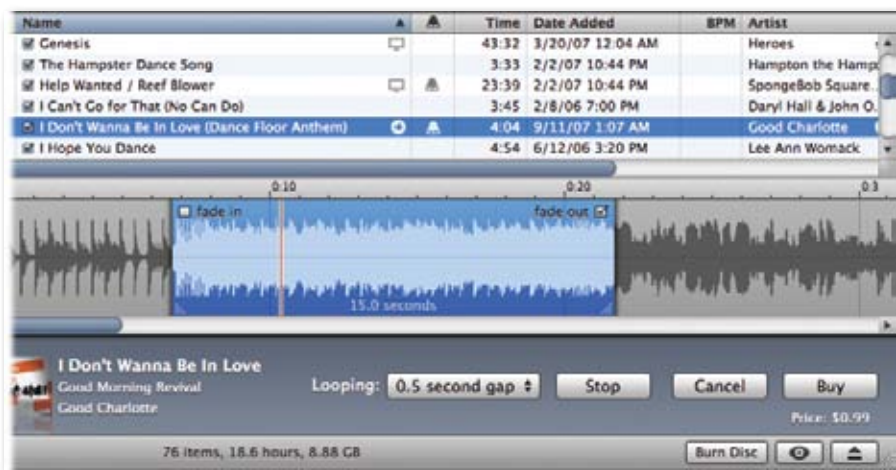 Name Time Date Added BPM Artist
Genesis 43:32 3/20/07 12:04 AM Heroes
The Hampster Dance Song 3:33 2/2/07 10:44 PM Hampton the Hamp
Help Wanted / Reef Blower 23:39 2/2/07 10:44 PM SpongeBob Square
I Can't Go for That (No Can Do) 3:45 2/8/06 7:00 PM Daryl Hall & John O.
I Don't Wanna Be In Love (Dance Floor Anthem) 4:04 9/11/07 1:07 AM Good Charlotte
I Hope You Dance 4:54 6/12/06 3:20 PM Lee Ann Womack
0:10 0:20 0:3
fade in fade out
15.0 seconds
I Don't Wanna Be In Love
Good Morning Revival
Good Charlotte
Looping: 0.5 second gap Stop Cancel Buy
Price: $0.99
76 items, 18.6 hours, 8.88 GB Burn Disc